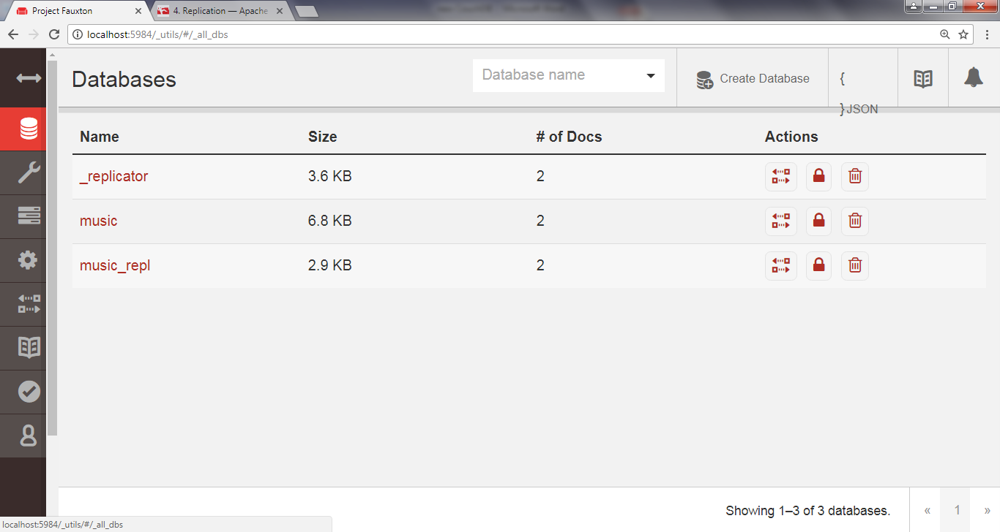 Project Fauxton
4. Replication — Apache
localhost:5984/_utils/#/_all_dbs
Databases
Database name
Create Database
{
} JSON
Name Size # of Docs Actions
_replicator 3.6 KB 2
music 6.8 KB 2
music_repl 2.9 KB 2
Showing 1–3 of 3 databases.
« 1 »
localhost:5984/_utils/#/_all_dbs